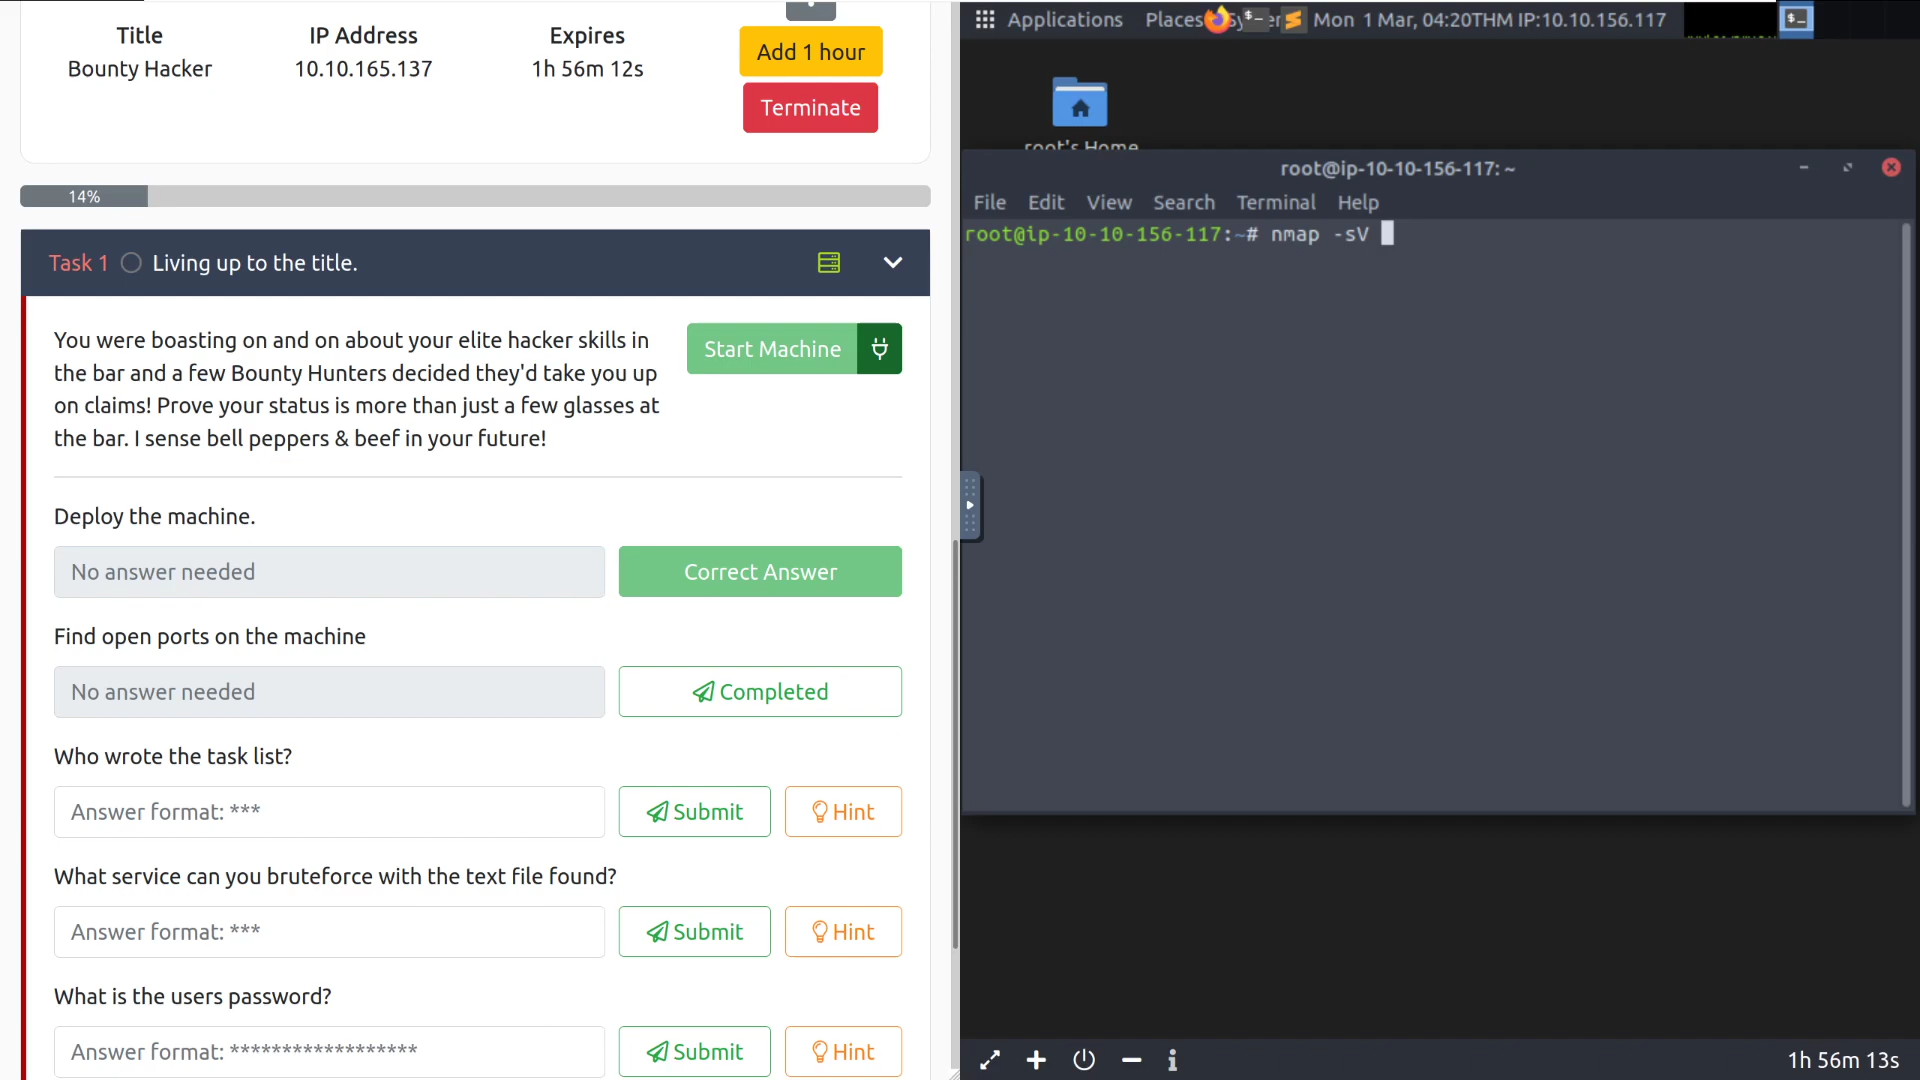 Title
IP Address
Expires
Bounty Hacker
10.10.165.137
1h 56m 12s
Add 1 hour
Terminate
14%
Task 1
Living up to the title.
You were boasting on and on about your elite hacker skills in
the bar and a few Bounty Hunters decided they'd take you up
on claims! Prove your status is more than just a few glasses at
the bar. I sense bell peppers & beef in your future!
Start Machine
Deploy the machine.
No answer needed
Correct Answer
Find open ports on the machine
No answer needed
Completed
Who wrote the task list?
Answer format: ***
Submit
Hint
What service can you bruteforce with the text file found?
Answer format: ***
Submit
Hint
What is the users password?
Answer format: ******************
Submit
Hint
Applications
Places
Mon 1 Mar, 04:20THM IP:10.10.156.117
root's Home
root@ip-10-10-156-117: ~
File Edit View Search Terminal Help
root@ip-10-10-156-117:~# nmap -sV
1h 56m 13s